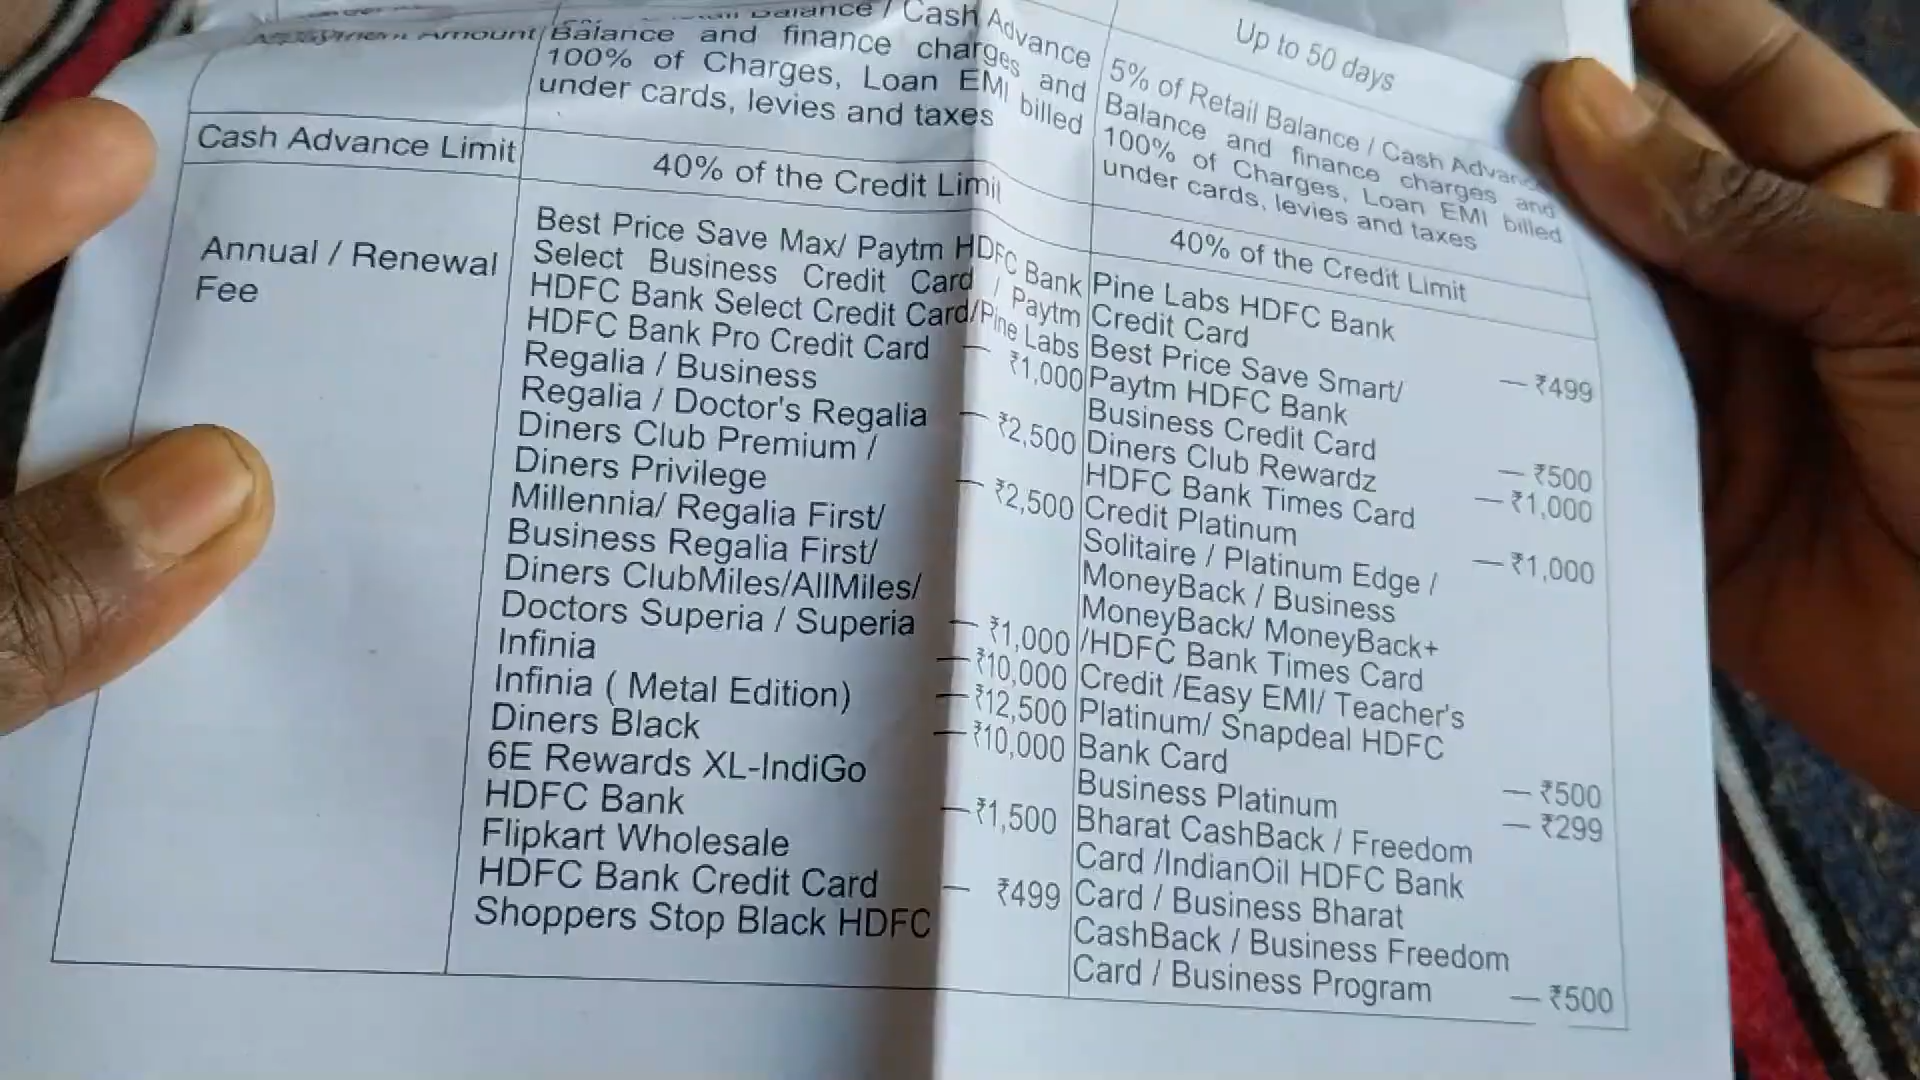 Balance / Cash Advance
Balance and finance charges and
100% of Charges, Loan EMI billed
under cards, levies and taxes
Up to 50 days
5% of Retail Balance / Cash Advance
Balance and finance charges and
100% of Charges, Loan EMI billed
under cards, levies and taxes
Cash Advance Limit
40% of the Credit Limit
40% of the Credit Limit
Annual / Renewal
Fee
Best Price Save Max/ Paytm HDFC Bank
Select Business Credit Card / Paytm
HDFC Bank Select Credit Card/Pine Labs
HDFC Bank Pro Credit Card — ₹1,000
Regalia / Business
Regalia / Doctor's Regalia — ₹2,500
Diners Club Premium /
Diners Privilege — ₹2,500
Millennia/ Regalia First/
Business Regalia First/
Diners ClubMiles/AllMiles/
Doctors Superia / Superia — ₹1,000
Infinia — ₹10,000
Infinia ( Metal Edition) — ₹12,500
Diners Black — ₹10,000
6E Rewards XL-IndiGo
HDFC Bank — ₹1,500
Flipkart Wholesale
HDFC Bank Credit Card — ₹499
Shoppers Stop Black HDFC
Pine Labs HDFC Bank
Credit Card — ₹499
Best Price Save Smart/
Paytm HDFC Bank
Business Credit Card — ₹500
Diners Club Rewardz — ₹1,000
HDFC Bank Times Card
Credit Platinum — ₹1,000
Solitaire / Platinum Edge /
MoneyBack / Business
MoneyBack/ MoneyBack+
/HDFC Bank Times Card
Credit /Easy EMI/ Teacher's
Platinum/ Snapdeal HDFC
Bank Card — ₹500
Business Platinum — ₹299
Bharat CashBack / Freedom
Card /IndianOil HDFC Bank
Card / Business Bharat
CashBack / Business Freedom
Card / Business Program — ₹500